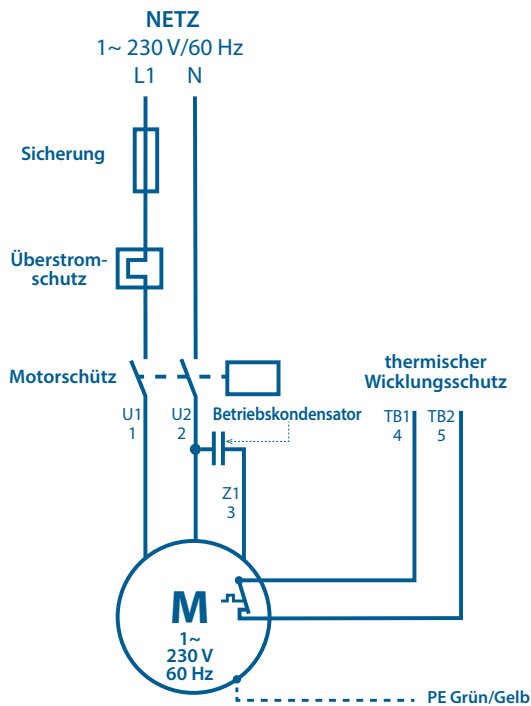 NETZ
1~ 230 V/60 Hz
L1 N
Sicherung
Überstrom-
schutz
Motorschütz
thermischer
Wicklungsschutz
U1 U2 Betriebskondensator TB1 TB2
1 2 4 5
Z1
3
M
1~
230 V
60 Hz
PE Grün/Gelb